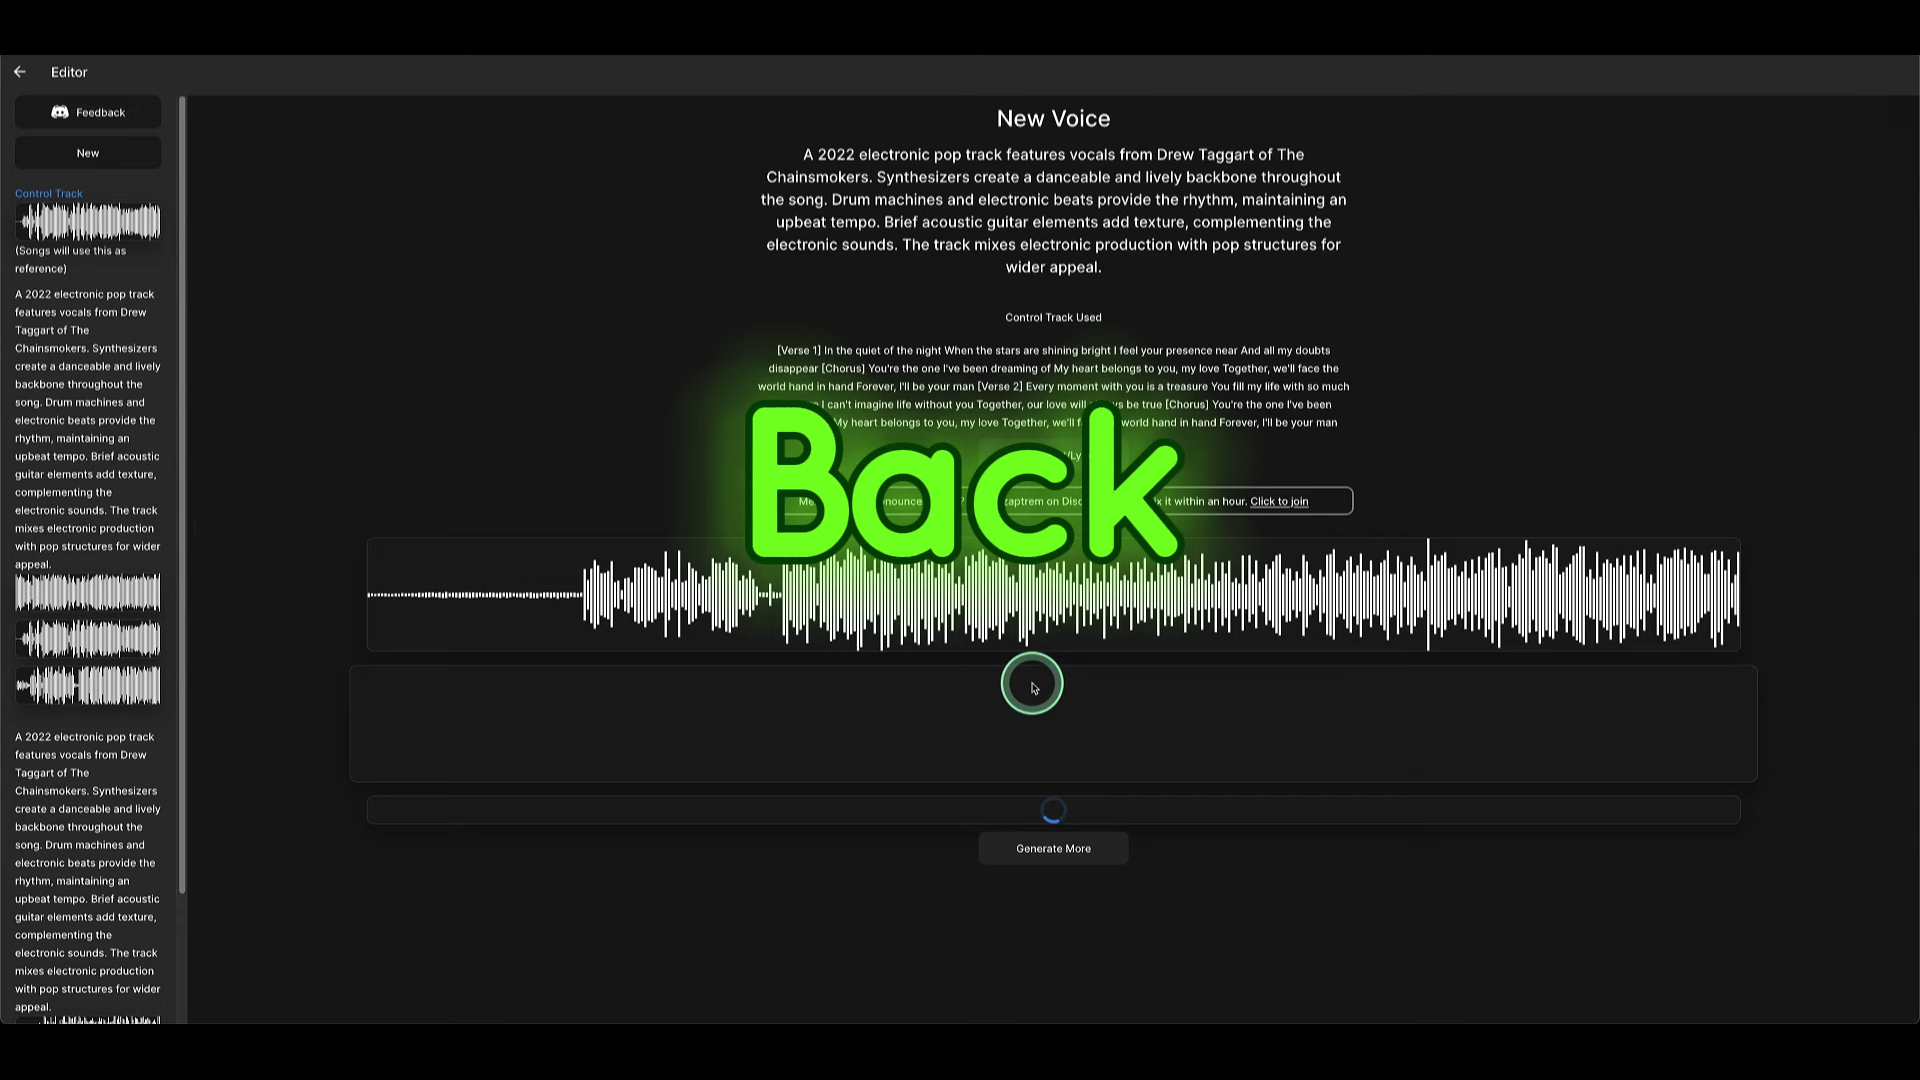 Editor
Feedback
New
Control Track
(Songs will use this as
reference)
A 2022 electronic pop track
features vocals from Drew
Taggart of The
Chainsmokers. Synthesizers
create a danceable and lively
backbone throughout the
song. Drum machines and
electronic beats provide the
rhythm, maintaining an
upbeat tempo. Brief acoustic
guitar elements add texture,
complementing the
electronic sounds. The track
mixes electronic production
with pop structures for wider
appeal.
A 2022 electronic pop track
features vocals from Drew
Taggart of The
Chainsmokers. Synthesizers
create a danceable and lively
backbone throughout the
song. Drum machines and
electronic beats provide the
rhythm, maintaining an
upbeat tempo. Brief acoustic
guitar elements add texture,
complementing the
electronic sounds. The track
mixes electronic production
with pop structures for wider
appeal.
New Voice
A 2022 electronic pop track features vocals from Drew Taggart of The
Chainsmokers. Synthesizers create a danceable and lively backbone throughout
the song. Drum machines and electronic beats provide the rhythm, maintaining an
upbeat tempo. Brief acoustic guitar elements add texture, complementing the
electronic sounds. The track mixes electronic production with pop structures for
wider appeal.
Control Track Used
[Verse 1] In the quiet of the night When the stars are shining bright I feel your presence near And all my doubts
disappear [Chorus] You're the one I've been dreaming of My heart belongs to you, my love Together, we'll face the
world hand in hand Forever, I'll be your man [Verse 2] Every moment with you is a treasure You fill my life with so much
I can't imagine life without you Together, our love will be true [Chorus] You're the one I've been
My heart belongs to you, my love Together, we'll world hand in hand Forever, I'll be your man
Back
zaptrem on it within an hour. Click to join
Generate More